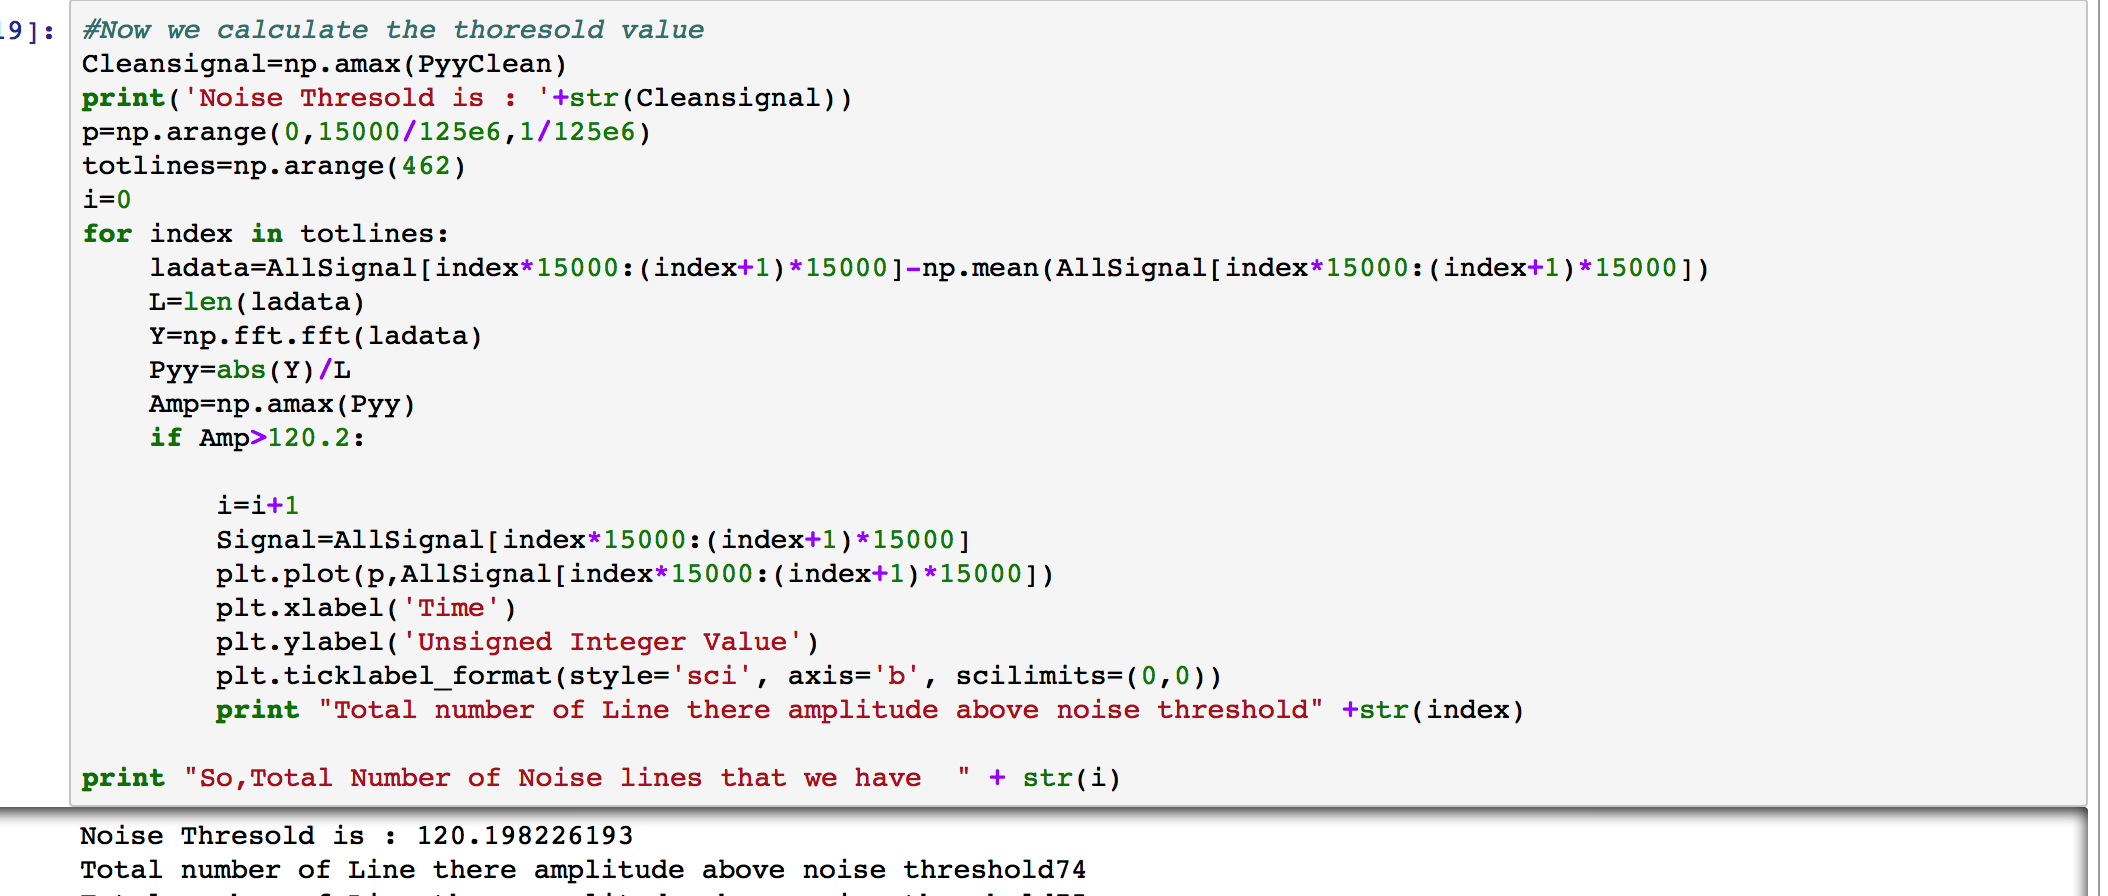 19]:
#Now we calculate the thoresold value
Cleansignal=np.amax(PyyClean)
print('Noise Thresold is : '+str(Cleansignal))
p=np.arange(0,15000/125e6,1/125e6)
totlines=np.arange(462)
i=0
for index in totlines:
    ladata=AllSignal[index*15000:(index+1)*15000]-np.mean(AllSignal[index*15000:(index+1)*15000])
    L=len(ladata)
    Y=np.fft.fft(ladata)
    Pyy=abs(Y)/L
    Amp=np.amax(Pyy)
    if Amp>120.2:
        i=i+1
        Signal=AllSignal[index*15000:(index+1)*15000]
        plt.plot(p,AllSignal[index*15000:(index+1)*15000])
        plt.xlabel('Time')
        plt.ylabel('Unsigned Integer Value')
        plt.ticklabel_format(style='sci', axis='b', scilimits=(0,0))
        print "Total number of Line there amplitude above noise threshold" +str(index)
print "So,Total Number of Noise lines that we have  " + str(i)
Noise Thresold is : 120.198226193
Total number of Line there amplitude above noise threshold74